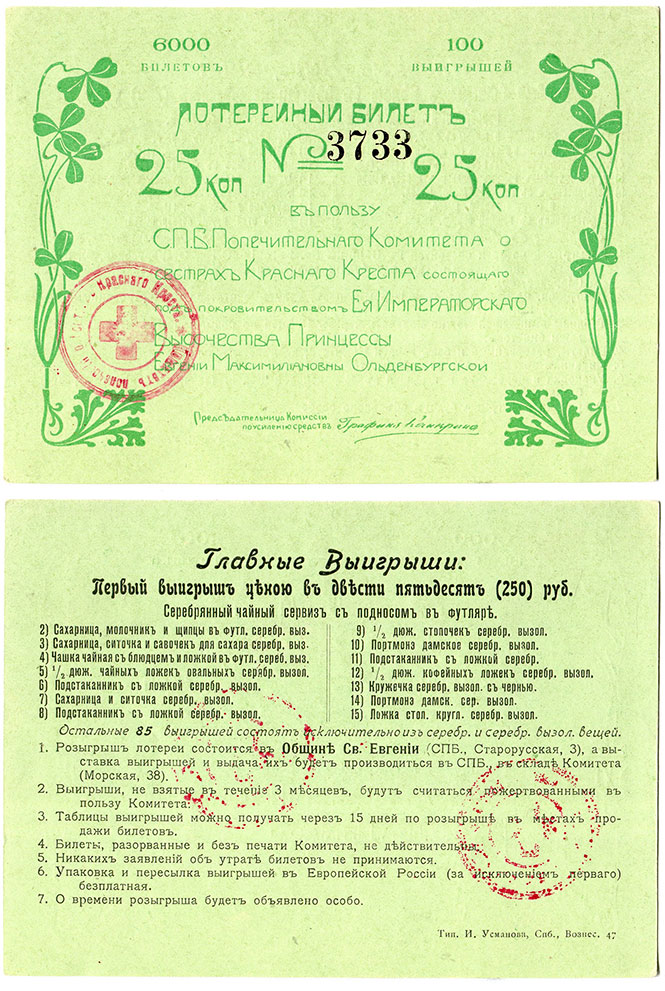 6000
БИЛЕТОВЪ
100
ВЫИГРЫШЕЙ
ЛОТЕРЕЙНЫЙ БИЛЕТЪ
25 КОП № 3733 25 КОП
ВЪ ПОЛЬЗУ
С.П.Б. ПОПЕЧИТЕЛЬНАГО КОМИТЕТА О
СЕСТРАХЪ КРАСНАГО КРЕСТА СОСТОЯЩАГО
ПОДЪ ПОКРОВИТЕЛЬСТВОМЪ ЕЯ ИМПЕРАТОРСКАГО
ВЫСОЧЕСТВА ПРИНЦЕССЫ
ЕВГЕНІИ МАКСИМИЛІАНОВНЫ ОЛЬДЕНБУРГСКОЙ
Краснаго Креста
ПРЕДСѢДАТЕЛЬНИЦА КОМИССІИ
ПО УСИЛЕНІЮ СРЕДСТВЪ Графиня Канкрина
Главные Выигрыши:
Первый выигрышъ цѣною въ двѣсти пятьдесятъ (250) руб.
Серебрянный чайный сервизъ съ подносомъ въ футлярѣ.
2) Сахарница, молочникъ и щипцы въ футл. серебр. выз.
3) Сахарница, ситочка и савочекъ для сахара серебр. выз.
4) Чашка чайная съ блюдцемъ и ложкой въ футл. сереб. выз.
5) 1/2 дюж. чайныхъ ложекъ овальныхъ серебр. вызол.
6) Подстаканникъ съ ложкой серебр. вызол.
7) Сахарница и ситочка серебр. вызол.
8) Подстаканникъ съ ложкой серебр. вызол.
9) 1/2 дюж. стопочекъ серебр. вызол.
10) Портмонэ дамское серебр. вызол.
11) Подстаканникъ съ ложкой серебр.
12) 1/2 дюж. кофейныхъ ложекъ серебр. вызол.
13) Кружечка серебр. вызол. съ чернью.
14) Портмонэ дамск. сер. вызол.
15) Ложка стол. кругл. серебр. вызол.
Остальные 85 выигрышей состоятъ исключительно изъ серебр. и серебр. вызол. вещей.
1. Розыгрышъ лотереи состоится въ Общинѣ Св. Евгеніи (СПБ., Старорусская, 3), а вы-
ставка выигрышей и выдача ихъ будетъ производиться въ СПБ., въ складѣ Комитета
(Морская, 38).
2. Выигрыши, не взятые въ теченіе 3 мѣсяцевъ, будутъ считаться пожертвованными въ
пользу Комитета.
3. Таблицы выигрышей можно получать черезъ 15 дней по розыгрышѣ въ мѣстахъ про-
дажи билетовъ.
4. Билеты, разорванные и безъ печати Комитета, не дѣйствительны.
5. Никакихъ заявленій объ утратѣ билетовъ не принимаются.
6. Упаковка и пересылка выигрышей въ Европейской Россіи (за исключеніемъ перваго)
безплатная.
7. О времени розыгрыша будетъ объявлено особо.
Тип. И. Усманова, Спб., Вознес. 47